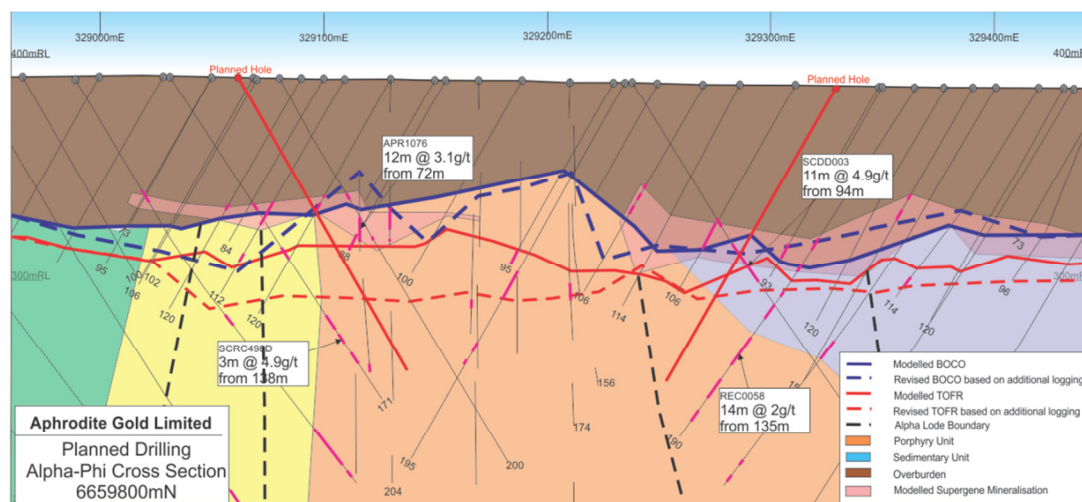 329000mE
329100mE
329200mE
329300mE
329400mE
400mRL
400m
Planned Hole
Planned Hole
APR1076
12m @ 3.1g/t
from 72m
SCDD003
11m @ 4.9g/t
from 94m
73
84
88
95
100
102
106
112
120
120
100
95
106
106
114
93
120
114
120
73
96
300mRL
300m
SCRC498D
3m @ 4.9g/t
from 138m
REC0058
14m @ 2g/t
from 135m
171
156
174
190
195
200
204
Aphrodite Gold Limited
Planned Drilling
Alpha-Phi Cross Section
6659800mN
Modelled BOCO
Revised BOCO based on additional logging
Modelled TOFR
Revised TOFR based on additional logging
Alpha Lode Boundary
Porphyry Unit
Sedimentary Unit
Overburden
Modelled Supergene Mineralisation